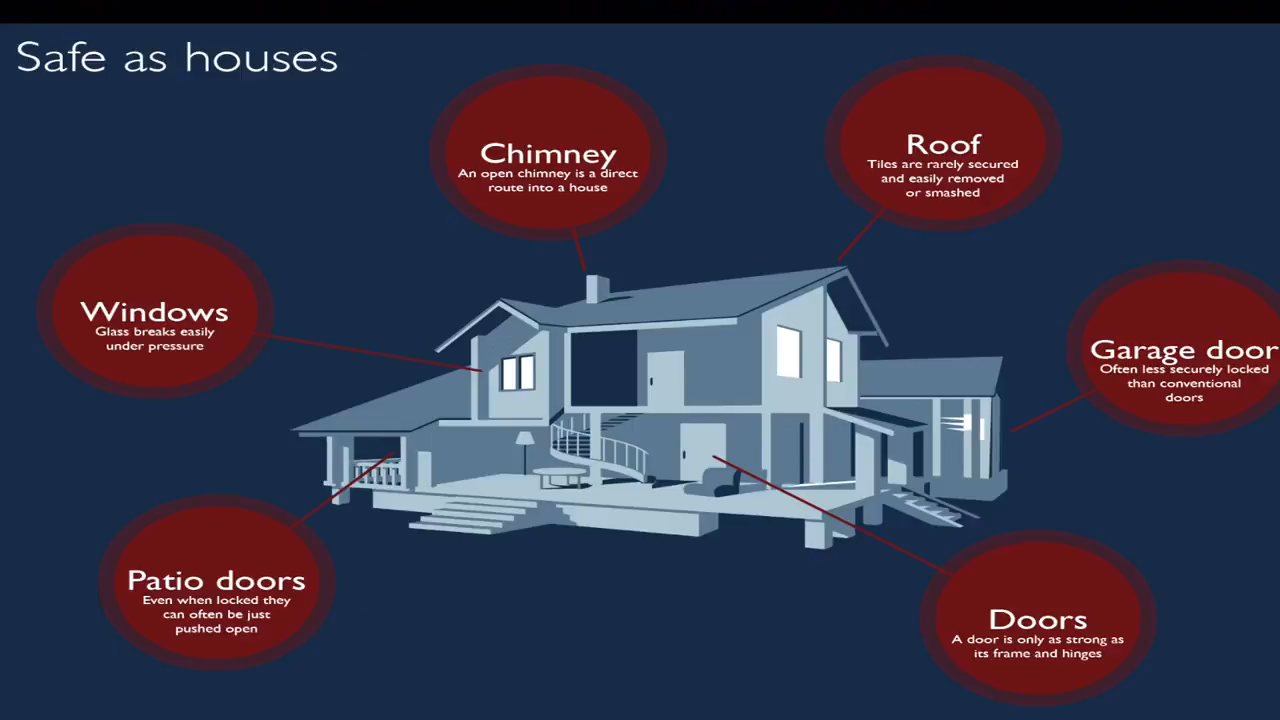 Safe as houses
Chimney
An open chimney is a direct
route into a house
Roof
Tiles are rarely secured
and easily removed
or smashed
Windows
Glass breaks easily
under pressure
Garage door
Often less securely locked
than conventional
doors
Patio doors
Even when locked they
can often be just
pushed open
Doors
A door is only as strong as
its frame and hinges